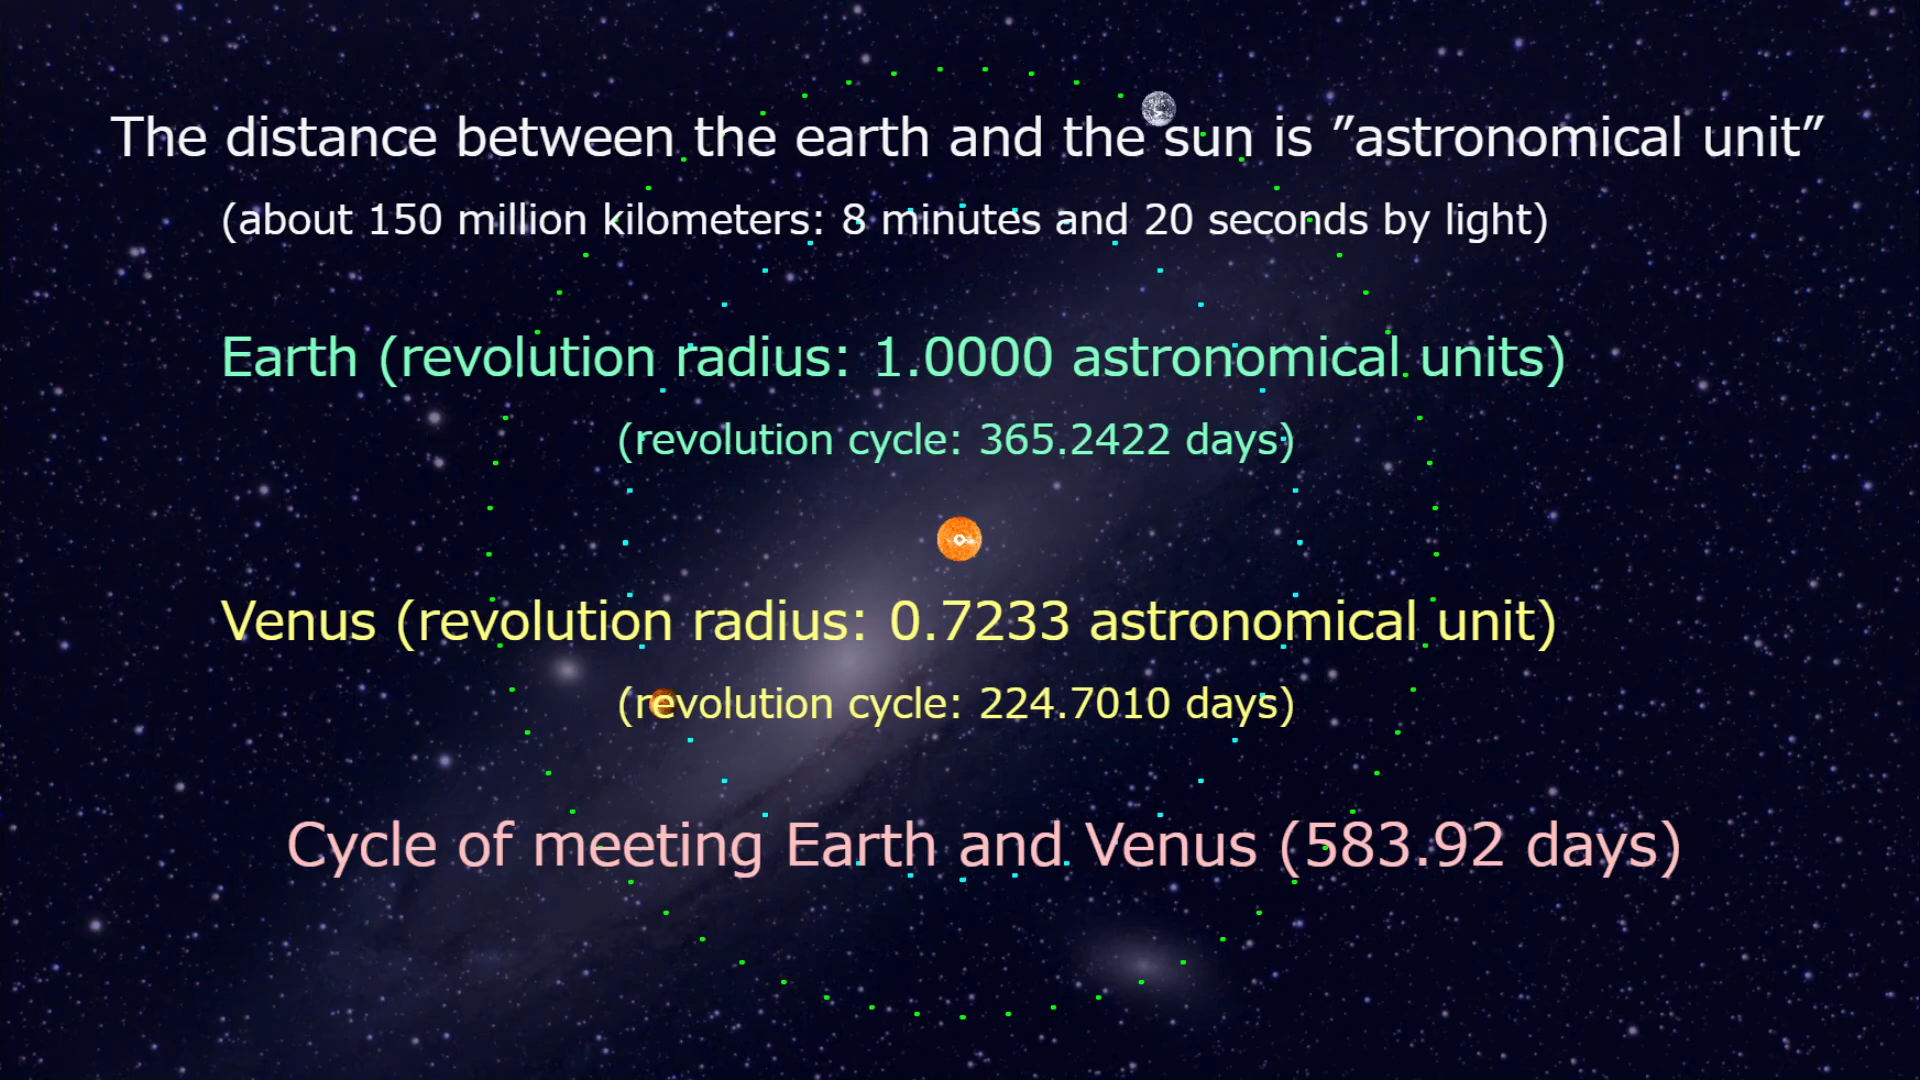 The distance between the earth and the sun is ”astronomical unit”
(about 150 million kilometers: 8 minutes and 20 seconds by light)
Earth (revolution radius: 1.0000 astronomical units)
(revolution cycle: 365.2422 days)
Venus (revolution radius: 0.7233 astronomical unit)
(revolution cycle: 224.7010 days)
Cycle of meeting Earth and Venus (583.92 days)